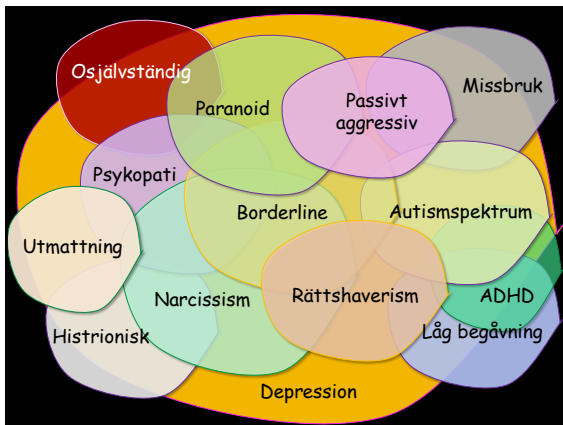 Osjälvständig
Missbruk
Paranoid
Passivt
aggressiv
Psykopati
Borderline
Autismspektrum
Utmattning
Narcissism
Rättshaverism
ADHD
Histrionisk
Låg begåvning
Depression